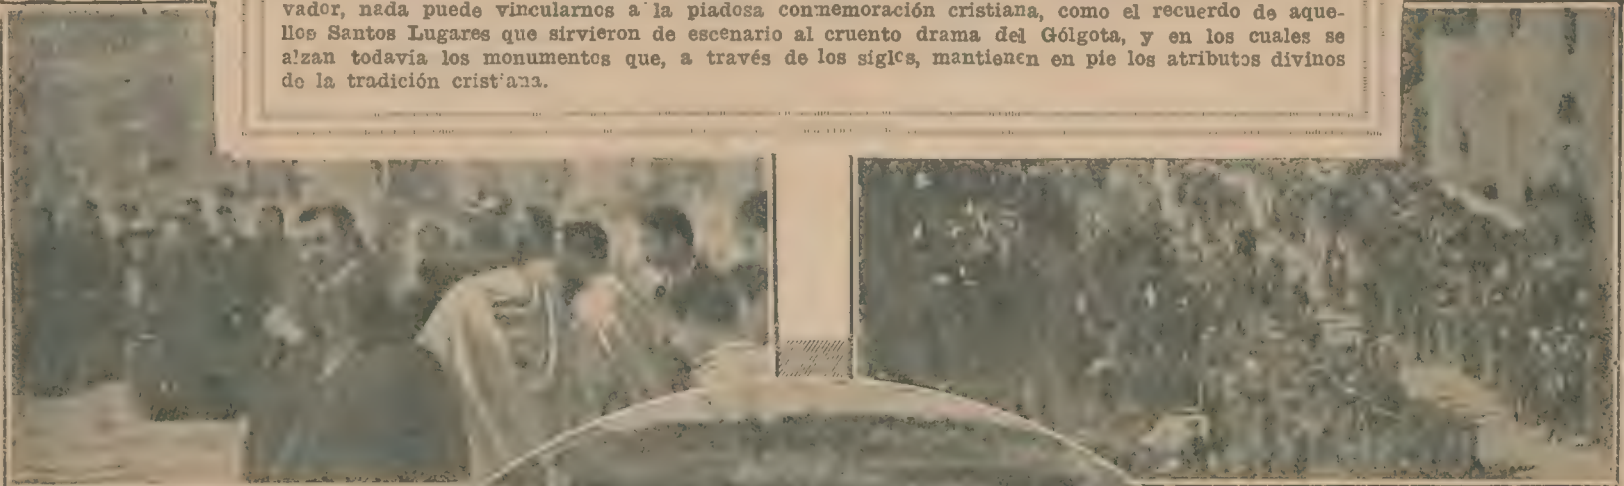 vador, nada puede vincularnos a la piadosa conmemoración cristiana, como el recuerdo de aque-
llos Santos Lugares que sirvieron de escenario al cruento drama del Gólgota, y en los cuales se
alzan todavía los monumentos que, a través de los siglos, mantienen en pie los atributos divinos
de la tradición cristiana.